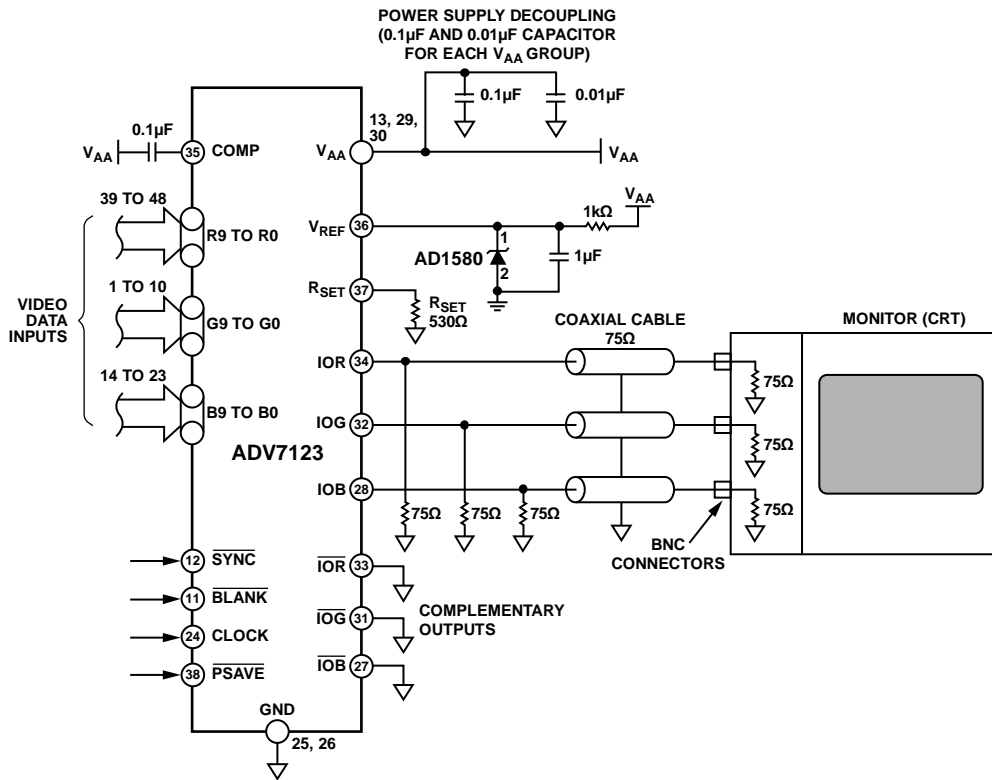 POWER SUPPLY DECOUPLING
(0.1µF AND 0.01µF CAPACITOR
FOR EACH VAA GROUP)
0.1µF
0.01µF
13, 29,
30
VAA
VAA
0.1µF
VAA
35
COMP
39 TO 48
R9 TO R0
VREF
36
1kΩ
VAA
1
AD1580
2
1µF
RSET
37
RSET
530Ω
VIDEO
DATA
INPUTS
1 TO 10
G9 TO G0
14 TO 23
B9 TO B0
ADV7123
COAXIAL CABLE
75Ω
MONITOR (CRT)
IOR
34
75Ω
IOG
32
75Ω
IOB
28
75Ω
75Ω
75Ω
75Ω
BNC
CONNECTORS
12
SYNC
11
BLANK
24
CLOCK
38
PSAVE
IOR
33
IOG
31
IOB
27
COMPLEMENTARY
OUTPUTS
GND
25, 26